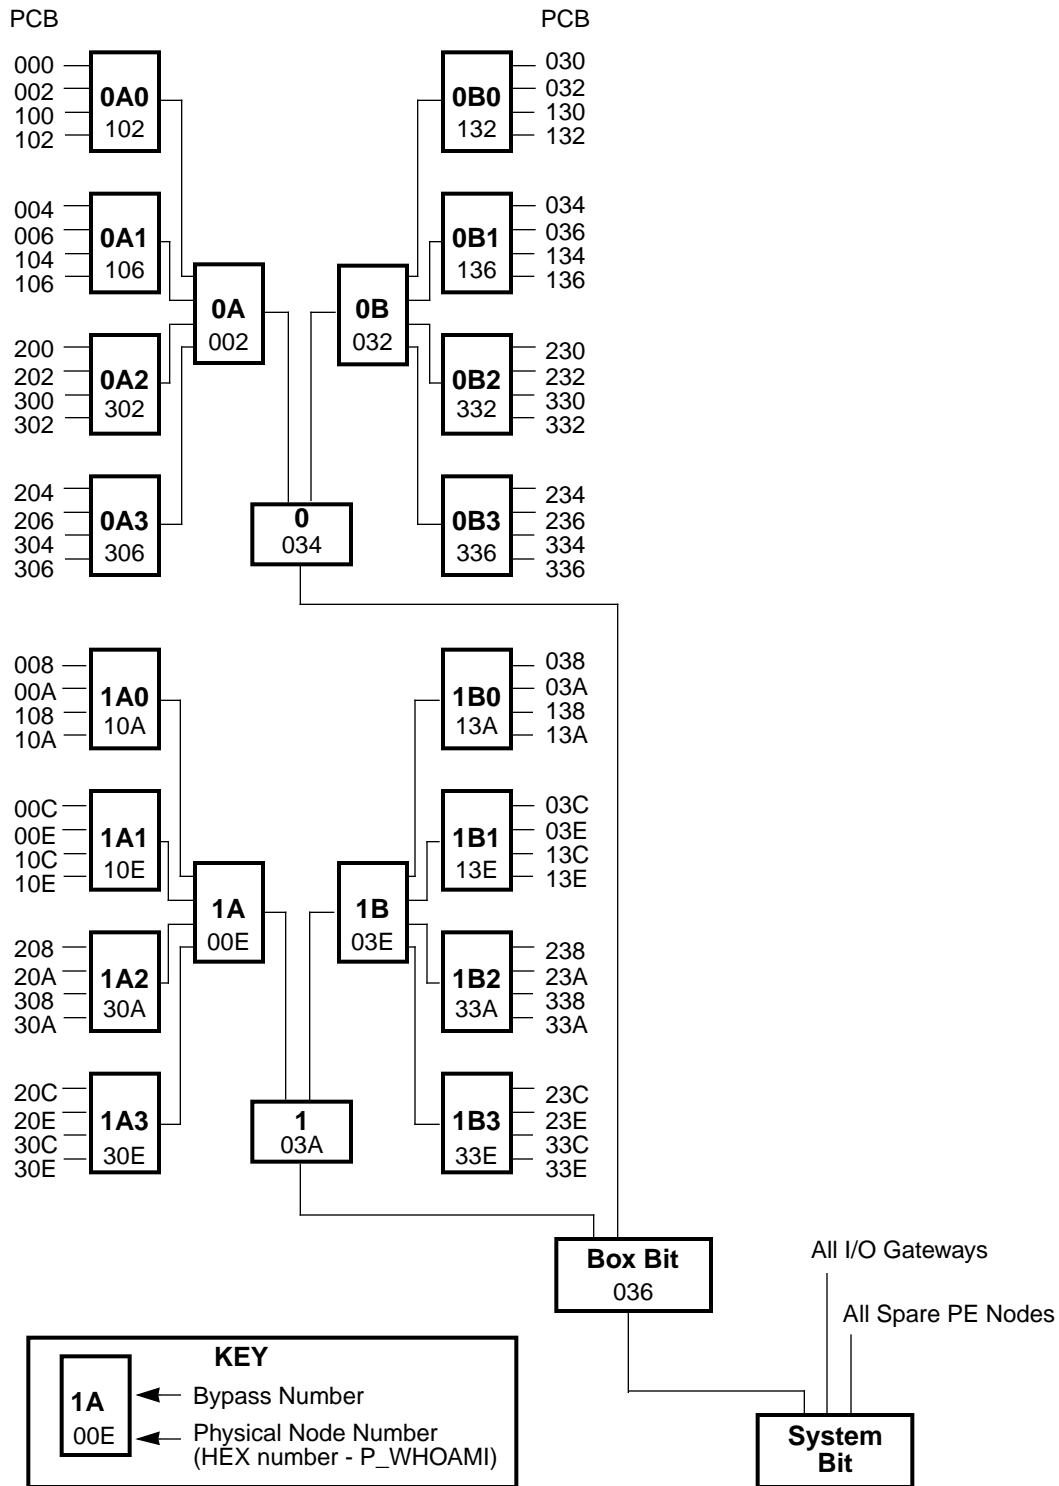 PCB PCB
000 0A0 0B0 030
002 032
100 102 132 130
102 132
004 0A1 0B1 034
006 036
104 106 136 134
106 136
0A 0B
002 032
200 0A2 0B2 230
202 232
300 302 332 330
302 332
204 0A3 0B3 234
206 236
304 306 336 334
306 336
0
034
008 1A0 1B0 038
00A 03A
108 10A 13A 138
10A 13A
00C 1A1 1B1 03C
00E 03E
10C 10E 13E 13C
10E 13E
1A 1B
00E 03E
208 1A2 1B2 238
20A 23A
308 30A 33A 338
30A 33A
20C 1A3 1B3 23C
20E 23E
30C 30E 33E 33C
30E 33E
1
03A
Box Bit
036
All I/O Gateways
All Spare PE Nodes
System
Bit
KEY
1A Bypass Number
00E Physical Node Number
(HEX number - P_WHOAMI)